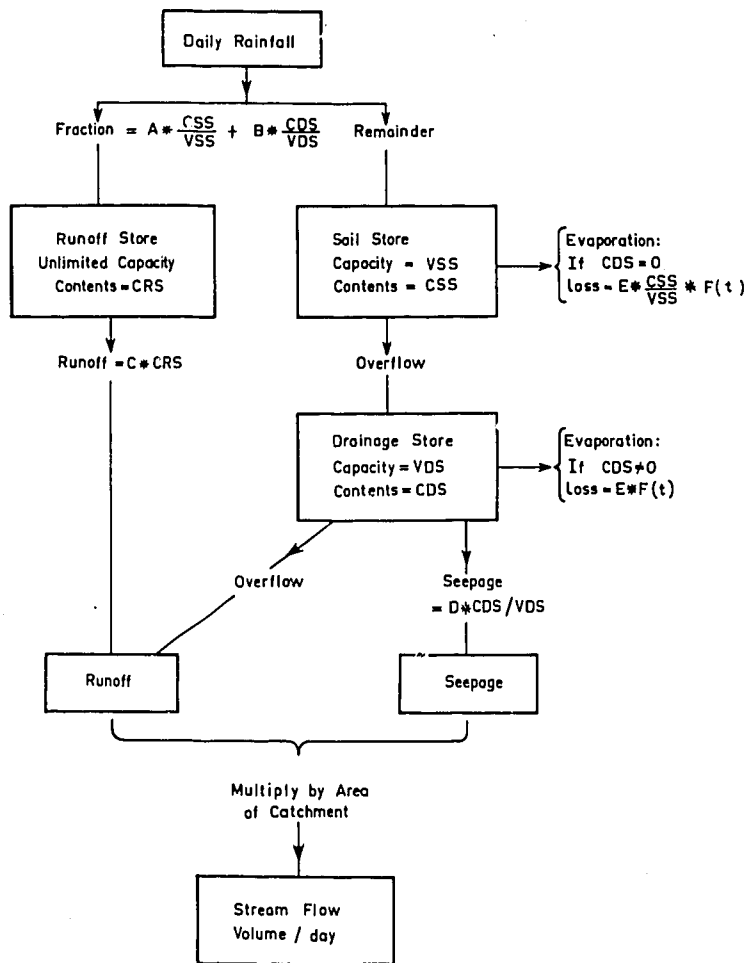 Daily Rainfall
Fraction = A * CSS/VSS + B * CDS/VDS
Remainder
Runoff Store
Unlimited Capacity
Contents = CRS
Sail Store
Capacity = VSS
Contents = CSS
Evaporation:
If CDS = 0
Loss = E * CSS/VSS * F(t)
Runoff = C * CRS
Overflow
Drainage Store
Capacity = VDS
Contents = CDS
Evaporation:
If CDS ≠ 0
Loss = E * F(t)
Overflow
Seepage
= D * CDS / VDS
Runoff
Seepage
Multiply by Area
of Catchment
Stream Flow
Volume / day